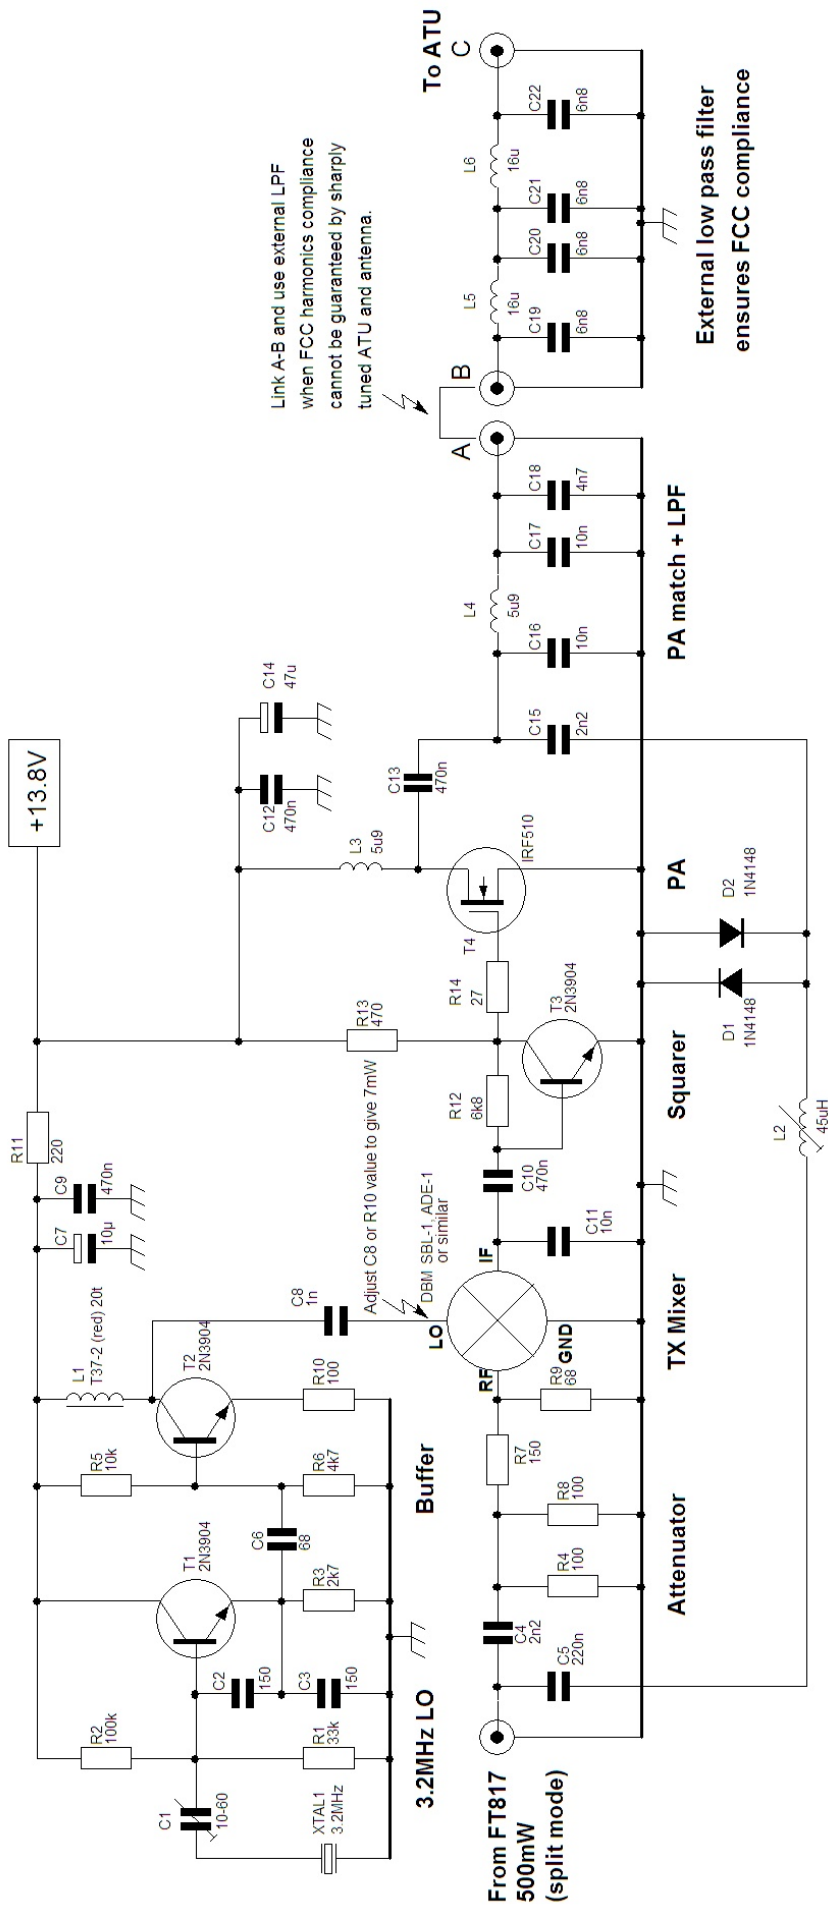 +13.8V
R11
220
C9
470n
C7
10µ
L1
T37-2 (red) 20t
T2
2N3904
R5
10k
R10
100
R6
4k7
Buffer
T1
2N3904
C6
68
R3
2k7
C2
150
C3
150
R2
100k
R1
33k
C1
10-60
XTAL1
3.2MHz
3.2MHz LO
C12
470n
C14
47u
L3
5u9
C13
470n
R13
470
Adjust C8 or R10 value to give 7mW
C8
1n
DBM SBL-1, ADE-1
or similar
LO
RF
IF
GND
From FT817
500mW
(split mode)
C4
2n2
C5
220n
R4
100
R8
100
R7
150
R9
68
Attenuator
TX Mixer
C11
10n
C10
470n
R12
6k8
T3
2N3904
Squarer
R14
27
T4
IRF510
PA
C15
2n2
C16
10n
L4
5u9
C17
10n
C18
4n7
PA match + LPF
D1
1N4148
D2
1N4148
L2
45uH
Link A-B and use external LPF
when FCC harmonics compliance
cannot be guaranteed by sharply
tuned ATU and antenna.
A
B
L5
16u
C19
6n8
C20
6n8
C21
6n8
L6
16u
C22
6n8
To ATU
C
External low pass filter
ensures FCC compliance